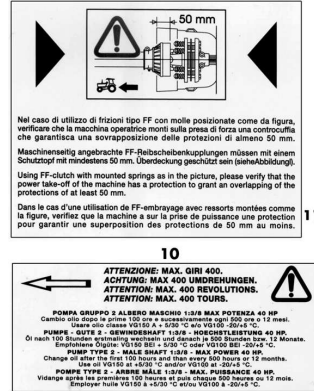 50 mm
Nel caso di utilizzo di frizioni tipo FF con molle posizionate come da figura,
verificare che la macchina operatrice monti sulla presa di forza una controcuffia
che garantisca una sovrapposizione delle protezioni di almeno 50 mm.
Maschinenseitig angebrachte FF-Reibscheibenkupplungen müssen mit einem
Schutztopf mit mindestens 50 mm. Überdeckung geschützt sein (sieheAbbildung!).
Using FF-clutch with mounted springs as in the picture, please verify that the
power take-off of the machine has a protection to grant an overlapping of the
protections of at least 50 mm.
Dans le cas d'une utilisation de FF-embrayage avec ressorts montées comme
la figure, verifiez que la machine a sur la prise de puissance une protection
pour garantir une superposition des protections de 50 mm au moins.
10
ATTENZIONE: MAX. GIRI 400.
ACHTUNG: MAX 400 UMDREHUNGEN.
ATTENTION: MAX. 400 REVOLUTIONS.
ATTENTION: MAX. 400 TOURS.
POMPA GRUPPO 2 ALBERO MASCHIO 1:3/8 MAX POTENZA 40 HP
Cambio olio dopo le prime 100 ore e sucessivamente ogni 500 ore o 12 mesi.
Usare olio classe VG150 A + 5/30 °C e/o VG100 -20/+5 °C.
PUMPE - GUTE 2 - GEWINDESHAFT 1:3/8 - HOECHSTLEISTUNG 40 HP.
Öl nach 100 Stunden erstmaling wechseln und danach je 500 Stunden bzw. 12 Monate.
Empfohlene Ölgüte: VG150 BEI + 5/30 °C oder VG100 BEI -20/+5 °C.
PUMP TYPE 2 - MALE SHAFT 1:3/8 - MAX POWER 40 HP.
Change oil after the first 100 hours and than every 500 hours or 12 months.
Use oil VG150 at +5/30 °C and/or VG100 at -20/+5 °C.
POMPE TYPE 2 - ARBRE MÂLE 1:3/8 - MAX. PUISSANCE 40 HP.
Vidange après les premières 100 heures et puis chaque 500 heures ou 12 mois.
Employer huile VG150 à +5/30 °C et/ou VG100 à -20/+5 °C.